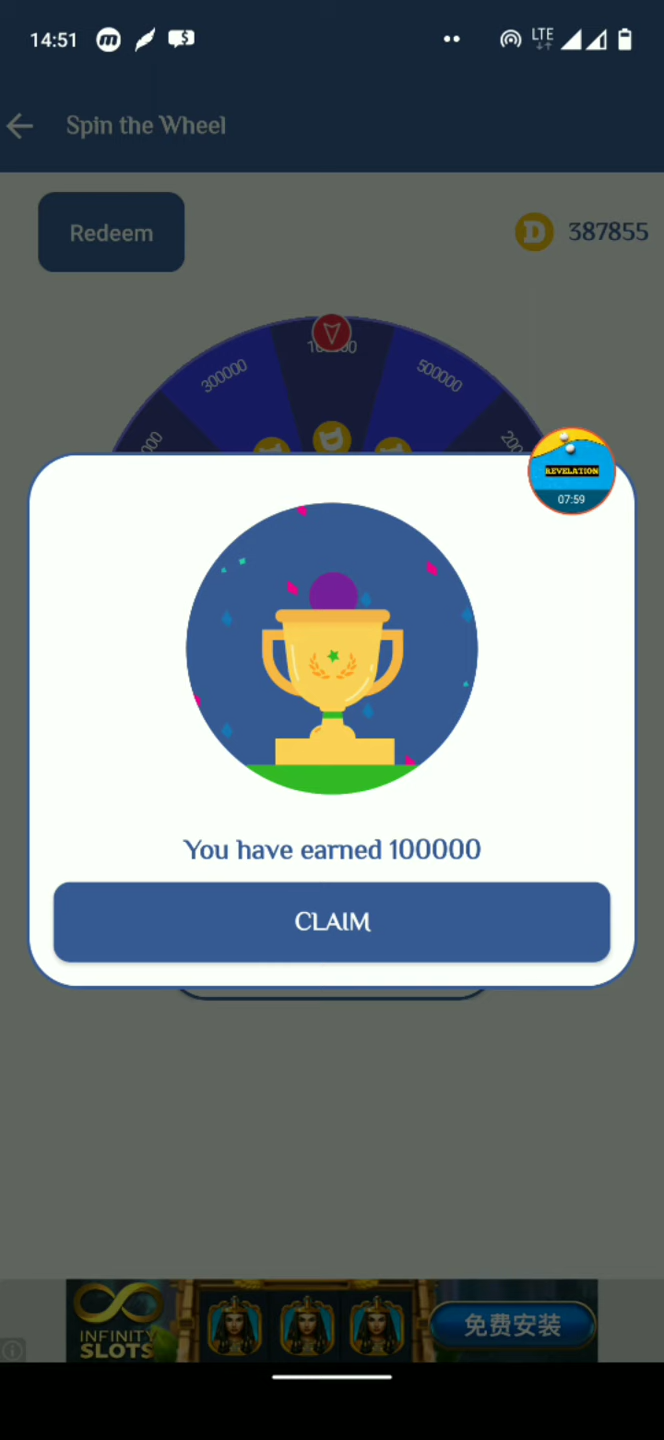 14:51
LTE
Spin the Wheel
Redeem
D 387855
300000
500000
REVELATION
07:59
You have earned 100000
CLAIM
INFINITY
SLOTS
免费安装